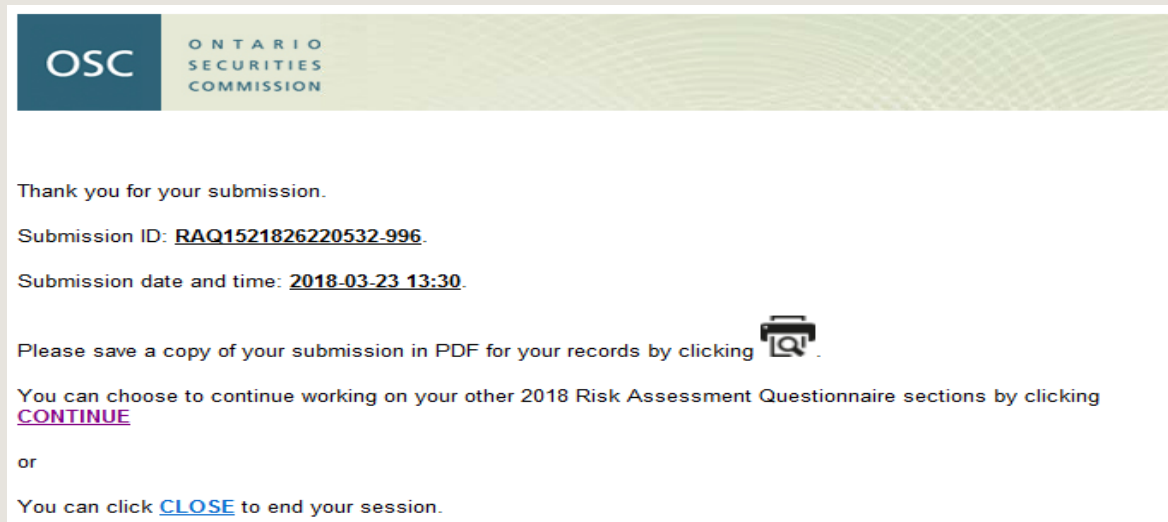 OSC
ONTARIO
SECURITIES
COMMISSION
Thank you for your submission.
Submission ID: RAQ1521826220532-996.
Submission date and time: 2018-03-23 13:30.
Please save a copy of your submission in PDF for your records by clicking .
You can choose to continue working on your other 2018 Risk Assessment Questionnaire sections by clicking
CONTINUE
or
You can click CLOSE to end your session.